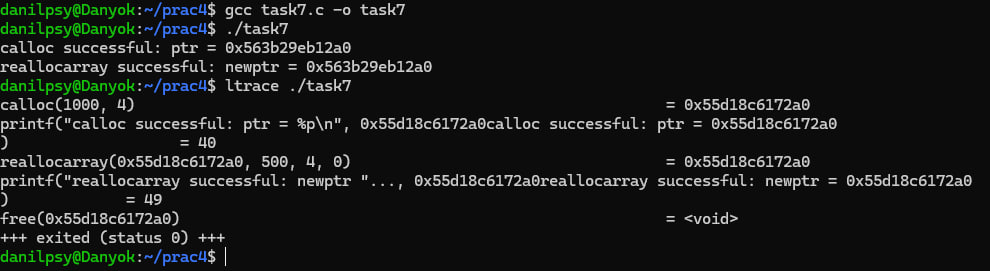 danilpsy@Danyok:~/prac4$ gcc task7.c -o task7
danilpsy@Danyok:~/prac4$ ./task7
calloc successful: ptr = 0x563b29eb12a0
reallocarray successful: newptr = 0x563b29eb12a0
danilpsy@Danyok:~/prac4$ ltrace ./task7
calloc(1000, 4) = 0x55d18c6172a0
printf("calloc successful: ptr = %p\n", 0x55d18c6172a0calloc successful: ptr = 0x55d18c6172a0
) = 40
reallocarray(0x55d18c6172a0, 500, 4, 0) = 0x55d18c6172a0
printf("reallocarray successful: newptr "..., 0x55d18c6172a0reallocarray successful: newptr = 0x55d18c6172a0
) = 49
free(0x55d18c6172a0) = <void>
+++ exited (status 0) +++
danilpsy@Danyok:~/prac4$